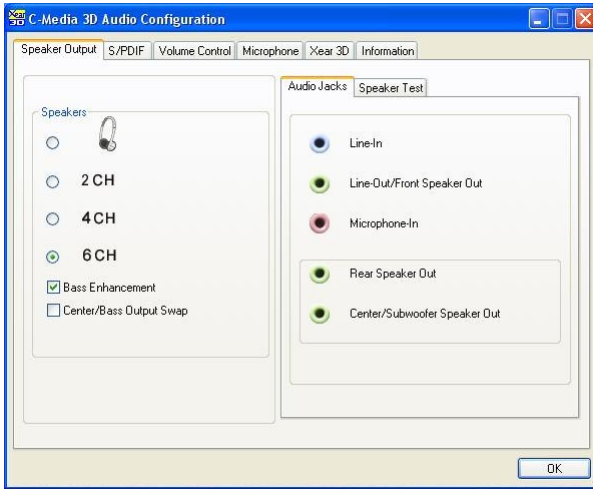 Xear 3D C-Media 3D Audio Configuration
Speaker Output S/PDIF Volume Control Microphone Xear 3D Information
Speakers
2 CH
4 CH
6 CH
Bass Enhancement
Center/Bass Output Swap
Audio Jacks Speaker Test
Line-In
Line-Out/Front Speaker Out
Microphone-In
Rear Speaker Out
Center/Subwoofer Speaker Out
OK